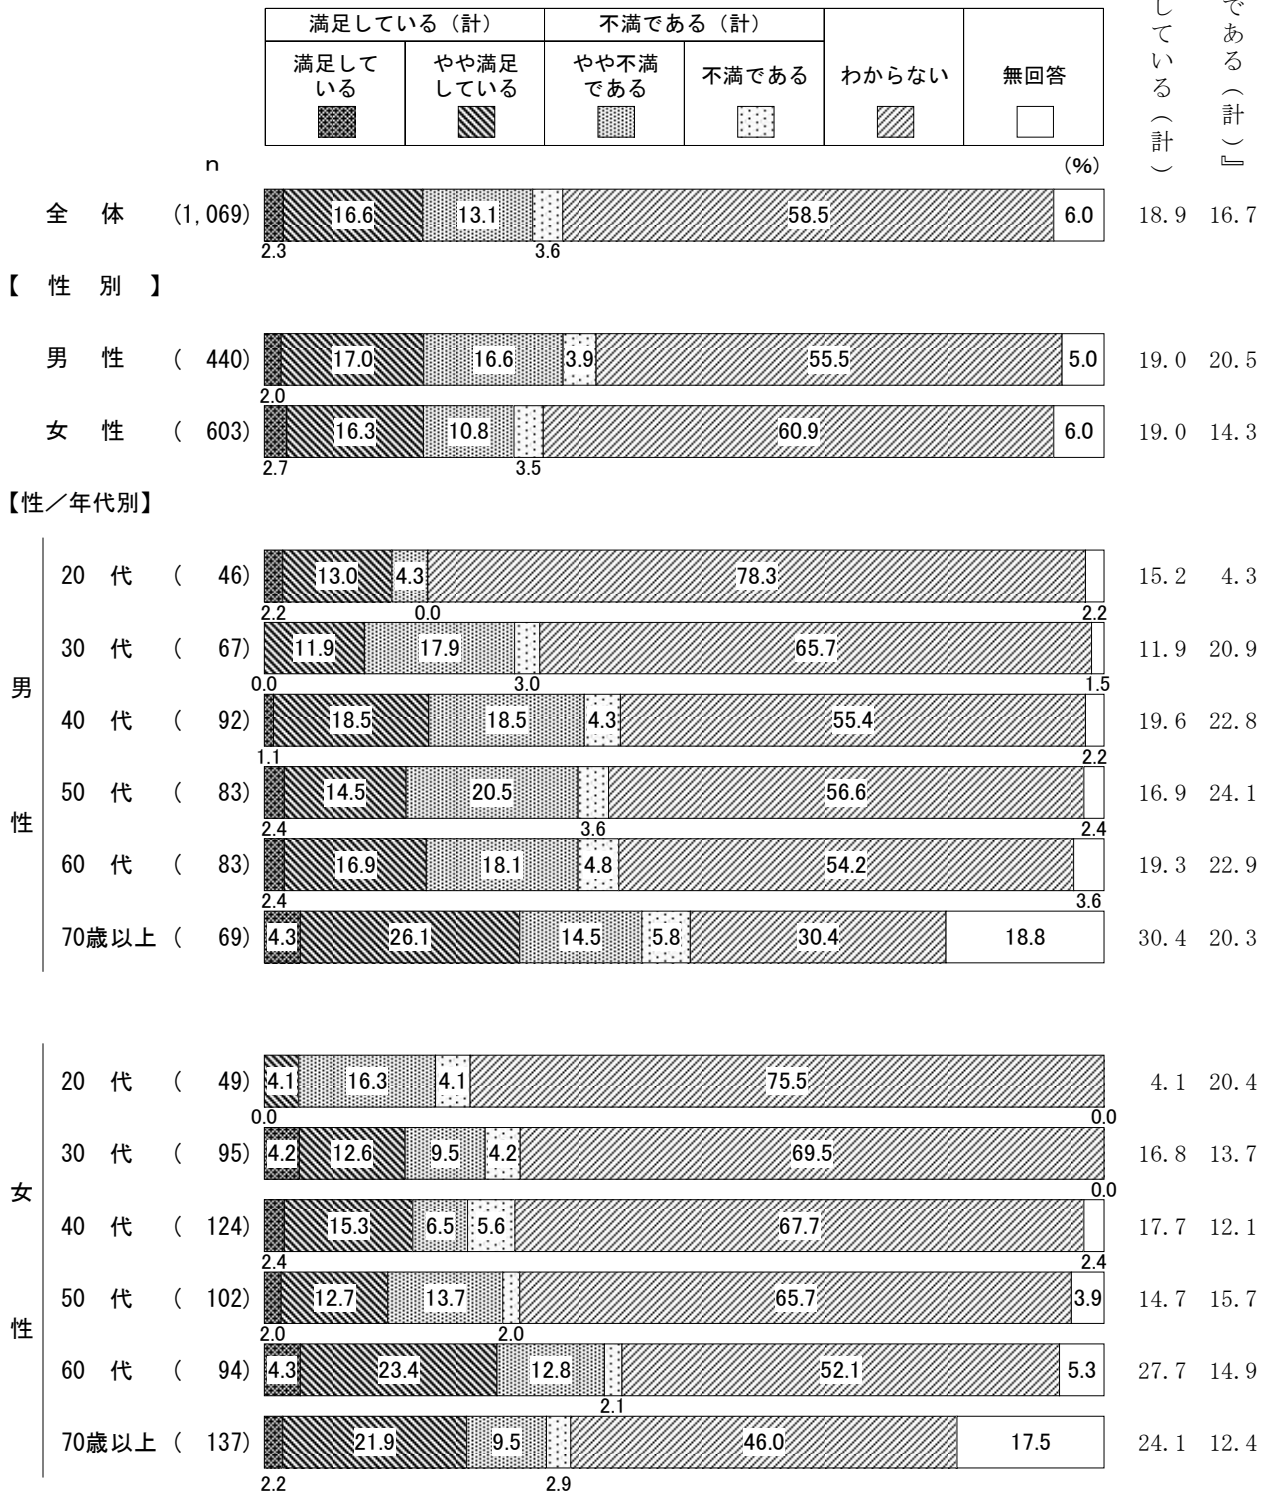 満足している（計） 不満である（計）
満足している やや満足している やや不満である 不満である わからない 無回答
している（計）
である（計）』
n (%)
全 体 (1,069) 2.3 16.6 13.1 3.6 58.5 6.0 18.9 16.7
【 性 別 】
男 性 ( 440) 2.0 17.0 16.6 3.9 55.5 5.0 19.0 20.5
女 性 ( 603) 2.7 16.3 10.8 3.5 60.9 6.0 19.0 14.3
【性／年代別】
男性
20 代 ( 46) 2.2 13.0 4.3 0.0 78.3 2.2 15.2 4.3
30 代 ( 67) 0.0 11.9 17.9 3.0 65.7 1.5 11.9 20.9
40 代 ( 92) 1.1 18.5 18.5 4.3 55.4 2.2 19.6 22.8
50 代 ( 83) 2.4 14.5 20.5 3.6 56.6 2.4 16.9 24.1
60 代 ( 83) 2.4 16.9 18.1 4.8 54.2 3.6 19.3 22.9
70歳以上 ( 69) 4.3 26.1 14.5 5.8 30.4 18.8 30.4 20.3
女性
20 代 ( 49) 0.0 4.1 16.3 4.1 75.5 0.0 4.1 20.4
30 代 ( 95) 4.2 12.6 9.5 4.2 69.5 0.0 16.8 13.7
40 代 ( 124) 2.4 15.3 6.5 5.6 67.7 2.4 17.7 12.1
50 代 ( 102) 2.0 12.7 13.7 2.0 65.7 3.9 14.7 15.7
60 代 ( 94) 4.3 23.4 12.8 2.1 52.1 5.3 27.7 14.9
70歳以上 ( 137) 2.2 21.9 9.5 2.9 46.0 17.5 24.1 12.4